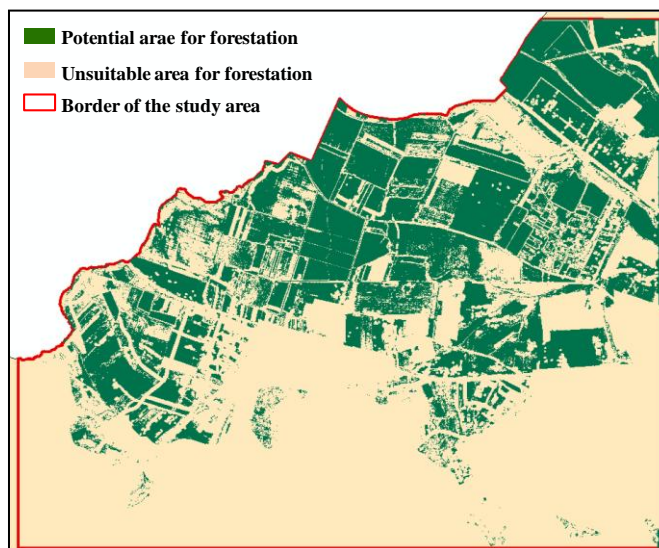 Potential arae for forestation
Unsuitable area for forestation
Border of the study area